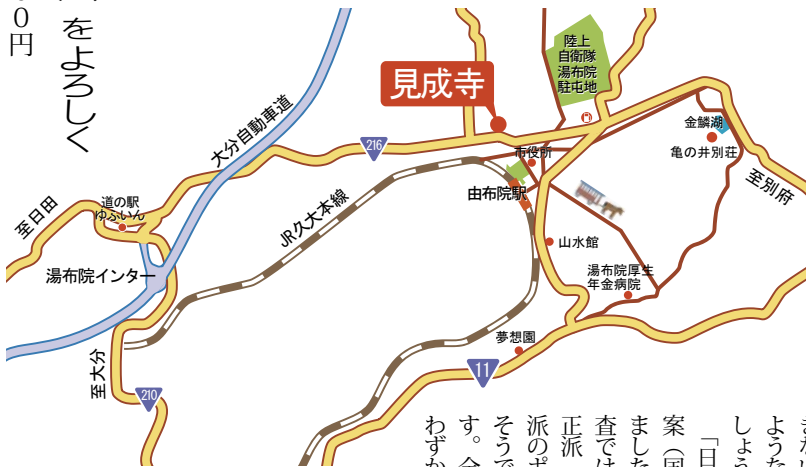 0円
をよろしく
陸上
自衛隊
湯布院
駐屯地
見成寺
216
大分自動車道
市役所
金鱗湖
亀の井別荘
至別府
由布院駅
JR久大本線
道の駅
ゆふいん
至日田
湯布院インター
山水館
湯布院厚生
年金病院
夢想園
11
至大分
210
ような
しょう
「日
案(国
ました
査では
正派
派のポ
そうで
す。今
わずか